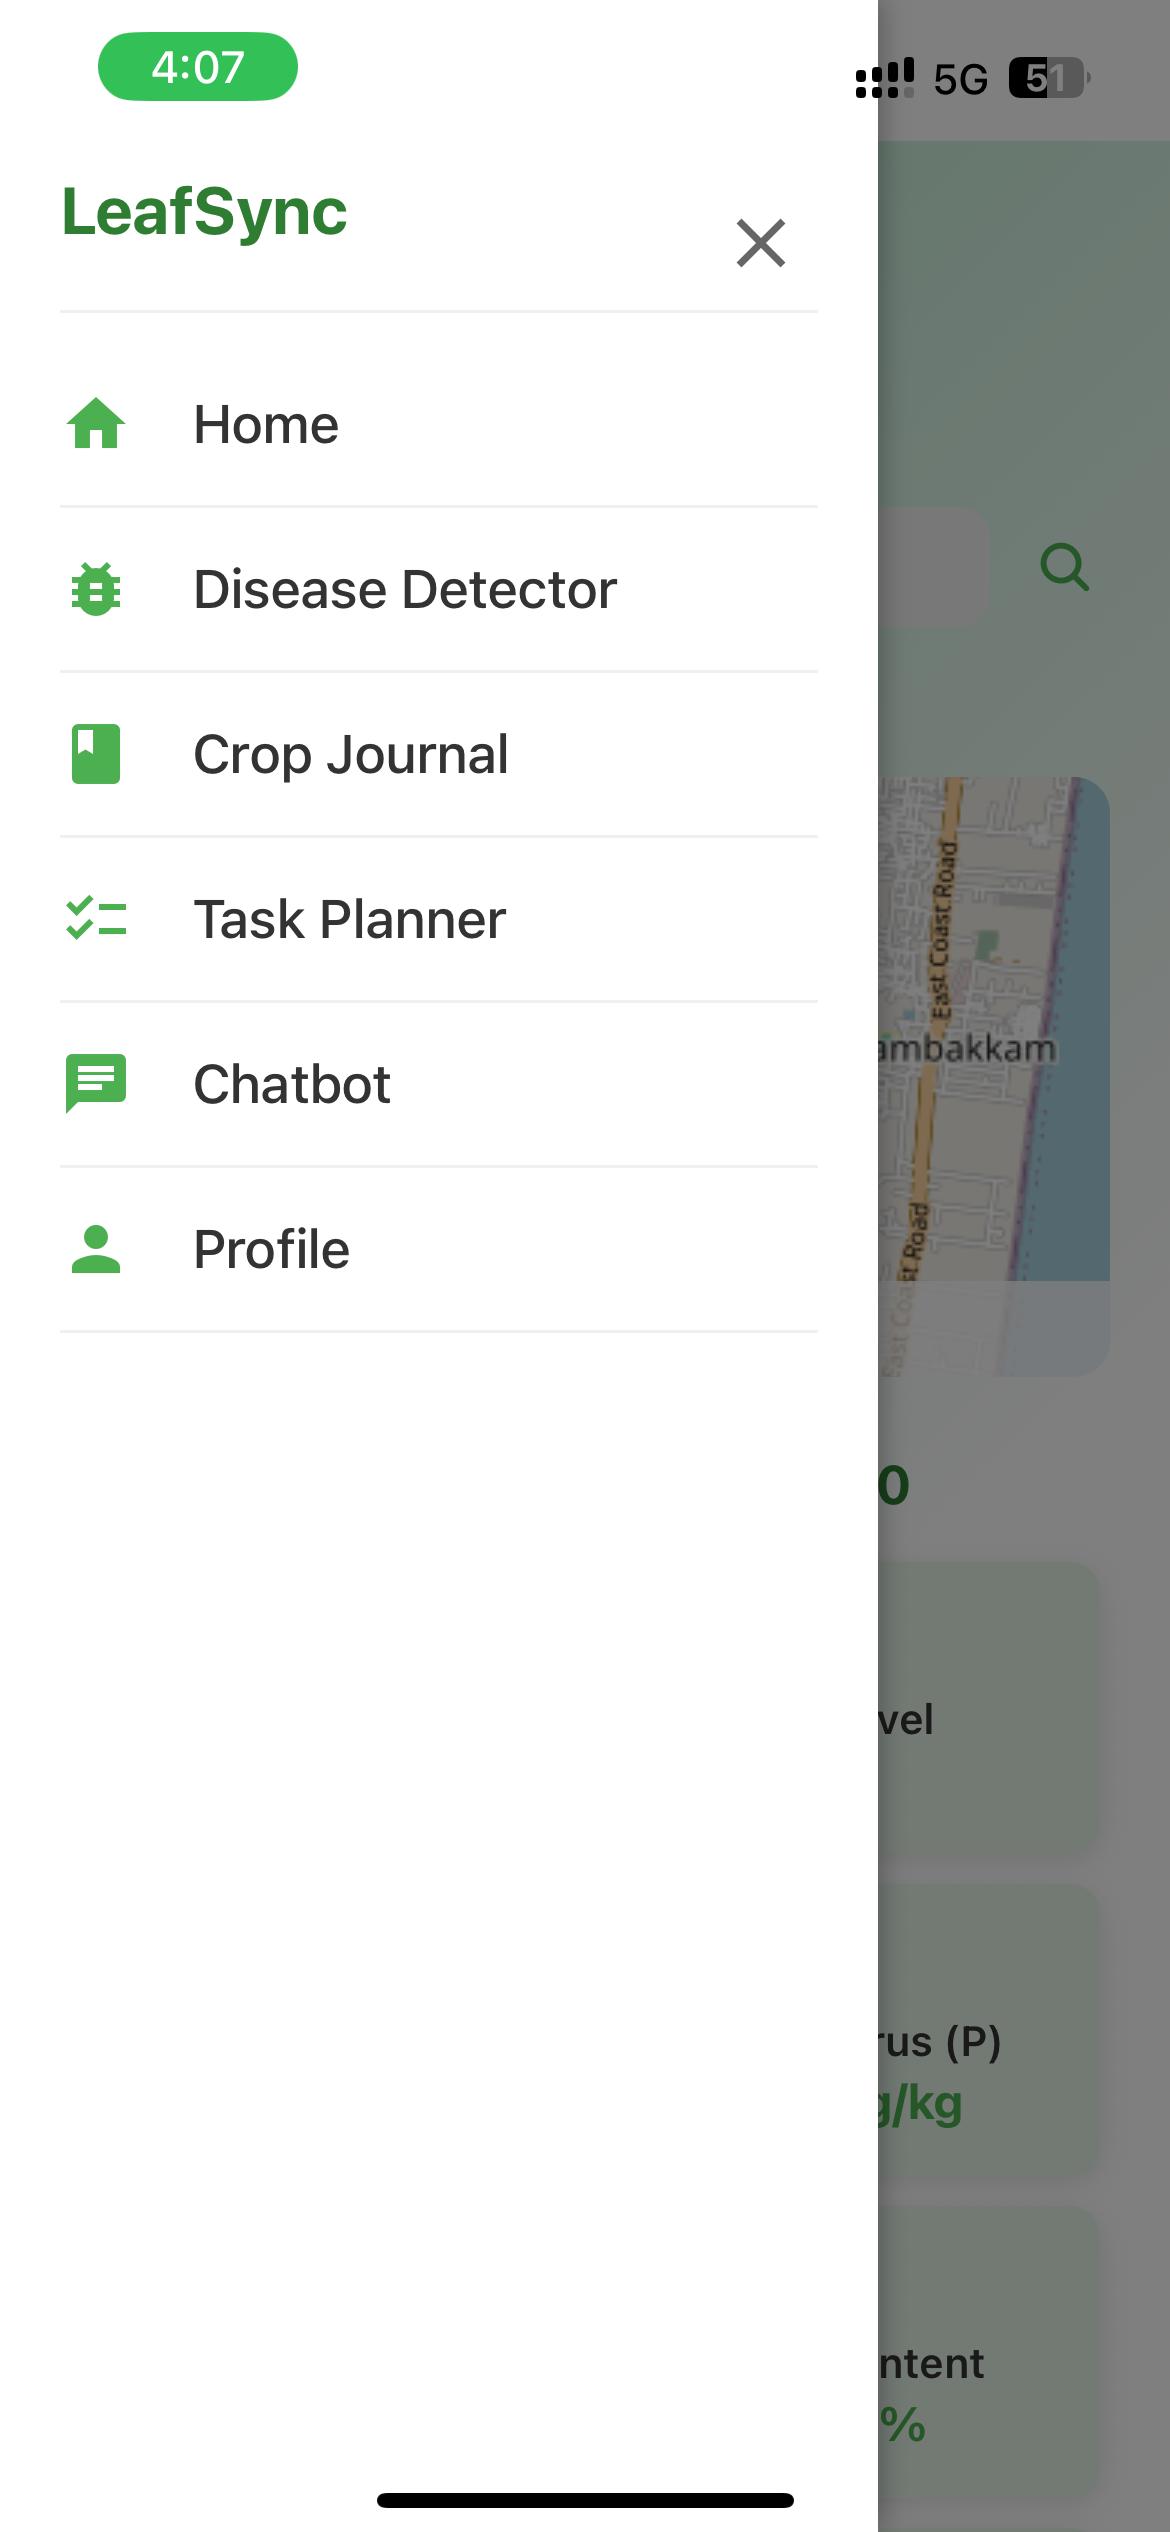 4:07
5G 51
LeafSync
Home
Disease Detector
Crop Journal
Task Planner
Chatbot
Profile
East Coast Road
ambakkam
East Coast Road
0
vel
rus (P)
g/kg
ntent
%